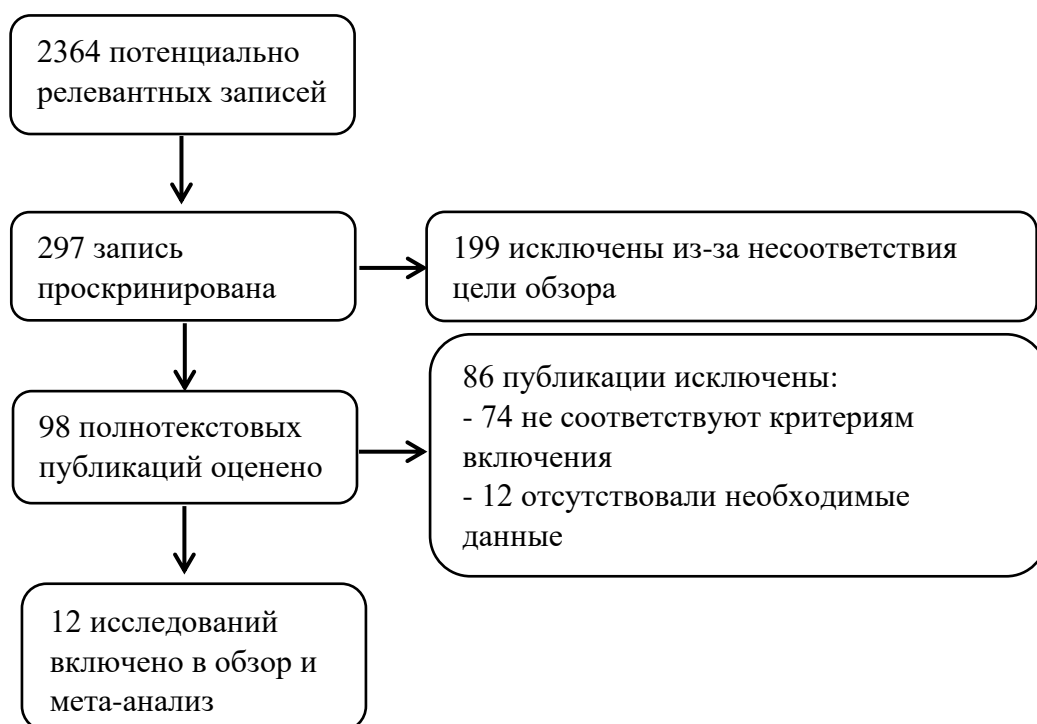 2364 потенциально
релевантных записей
297 запись
проскринирована
199 исключены из-за несоответствия
цели обзора
98 полнотекстовых
публикаций оценено
86 публикации исключены:
- 74 не соответствуют критериям
включения
- 12 отсутствовали необходимые
данные
12 исследований
включено в обзор и
мета-анализ